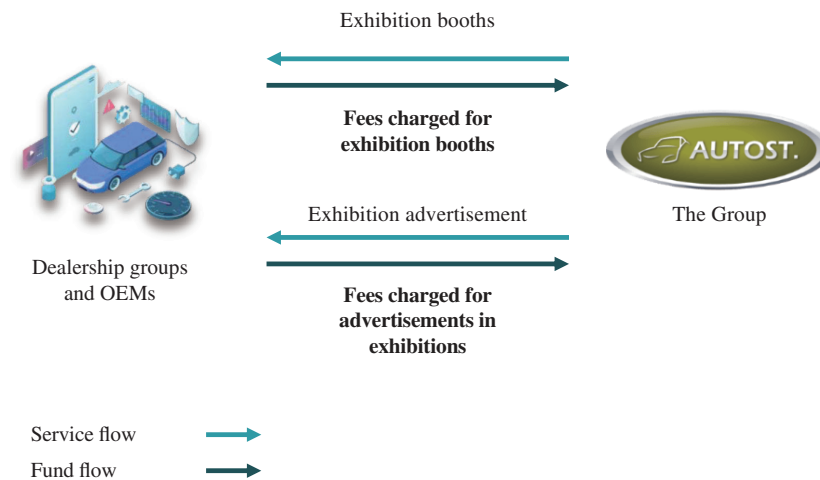 Exhibition booths
Fees charged for
exhibition booths
AUTOST.
Exhibition advertisement
The Group
Dealership groups
and OEMs
Fees charged for
advertisements in
exhibitions
Service flow
Fund flow